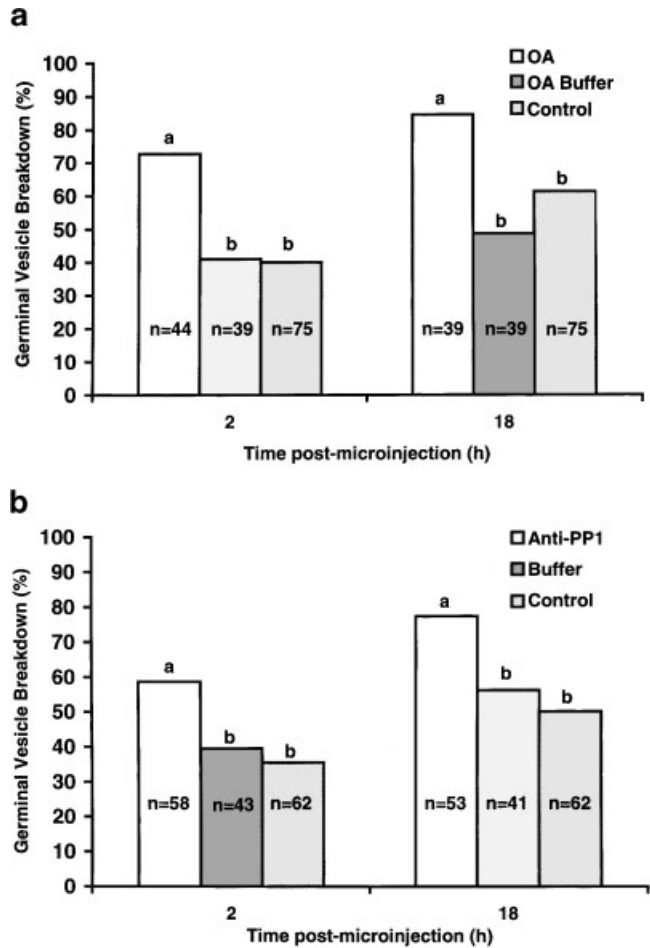 a
Germinal Vesicle Breakdown (%)
100
90
80
70
60
50
40
30
20
10
0
OA
OA Buffer
Control
a
b
b
a
b
b
n=44
n=39
n=75
n=39
n=39
n=75
2
18
Time post-microinjection (h)
b
Germinal Vesicle Breakdown (%)
100
90
80
70
60
50
40
30
20
10
0
Anti-PP1
Buffer
Control
a
b
b
a
b
b
n=58
n=43
n=62
n=53
n=41
n=62
2
18
Time post-microinjection (h)